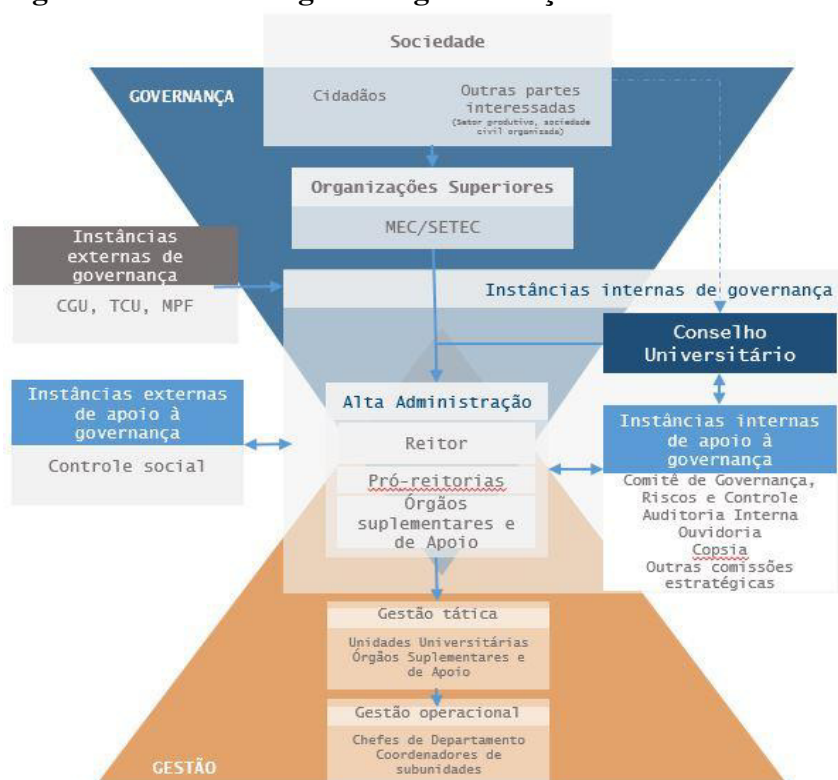 Sociedade
GOVERNANÇA
Cidadãos
Outras partes
interessadas
(Setor produtivo, sociedade
civil organizada)
Organizações Superiores
MEC/SETEC
Instâncias
externas de
governança
CGU, TCU, MPF
Instâncias internas de governança
Conselho
Universitário
Instâncias externas
de apoio à
governança
Controle social
Alta Administração
Reitor
Pró-reitorias
Órgãos
suplementares e
de Apoio
Instâncias internas
de apoio à
governança
Comitê de Governança,
Riscos e Controle
Auditoria Interna
Ouvidoria
Copsia
Outras comissões
estratégicas
Gestão tática
Unidades Universitárias
Órgãos Suplementares e
de Apoio
Gestão operacional
Chefes de Departamento
Coordenadores de
subunidades
GESTÃO